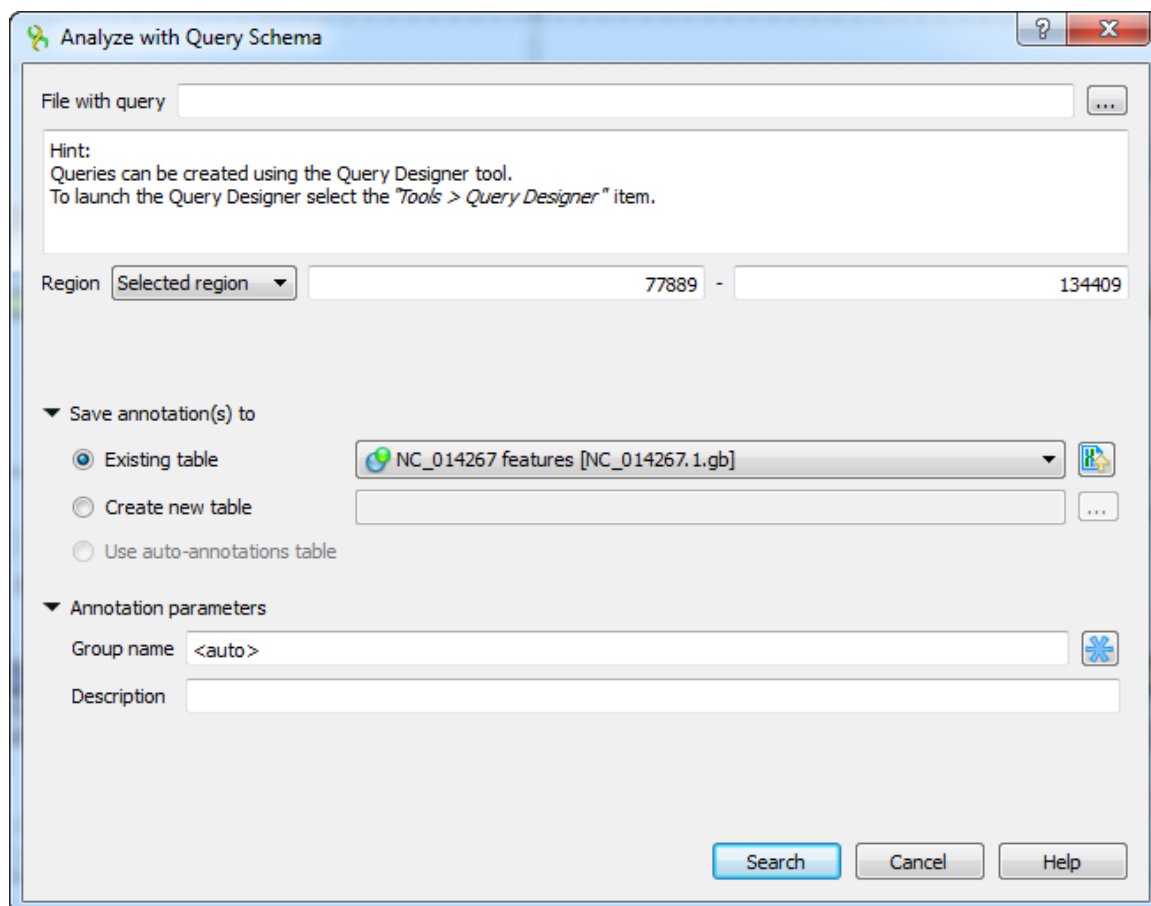 Analyze with Query Schema
File with query ...
Hint:
Queries can be created using the Query Designer tool.
To launch the Query Designer select the "Tools > Query Designer" item.
Region Selected region 77889 - 134409
Save annotation(s) to
Existing table NC_014267 features [NC_014267.1.gb]
Create new table ...
Use auto-annotations table
Annotation parameters
Group name <auto>
Description
Search Cancel Help